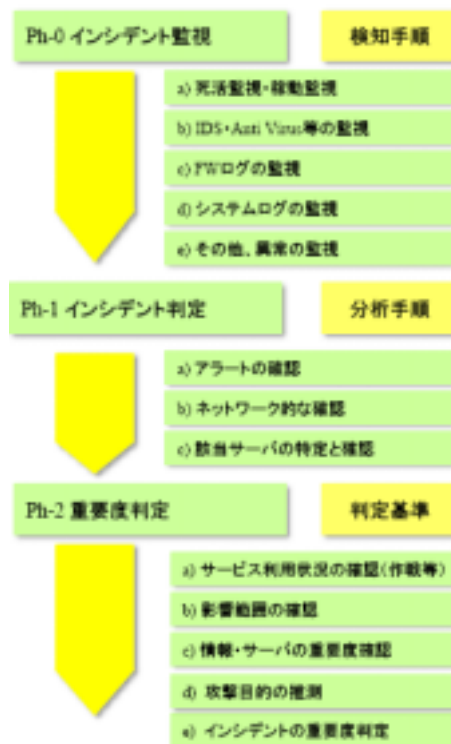 Ph-0 インシデント監視
検知手順
a) 死活監視・稼動監視
b) IDS・Anti Virus等の監視
c) FWログの監視
d) システムログの監視
e) その他、異常の監視
Ph-1 インシデント判定
分析手順
a) アラートの確認
b) ネットワーク的な確認
c) 該当サーバの特定と確認
Ph-2 重要度判定
判定基準
a) サービス利用状況の確認(作戦等)
b) 影響範囲の確認
c) 情報・サーバの重要度確認
d) 攻撃目的の推測
e) インシデントの重要度判定